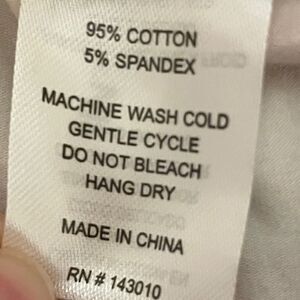 95% COTTON
5% SPANDEX
MACHINE WASH COLD
GENTLE CYCLE
DO NOT BLEACH
HANG DRY
MADE IN CHINA
RN # 143010